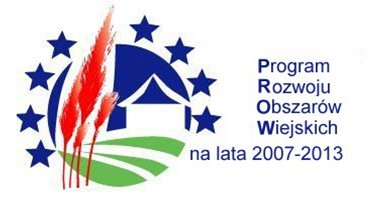 Program
Rozwoju
Obszarów
Wiejskich
na lata 2007-2013